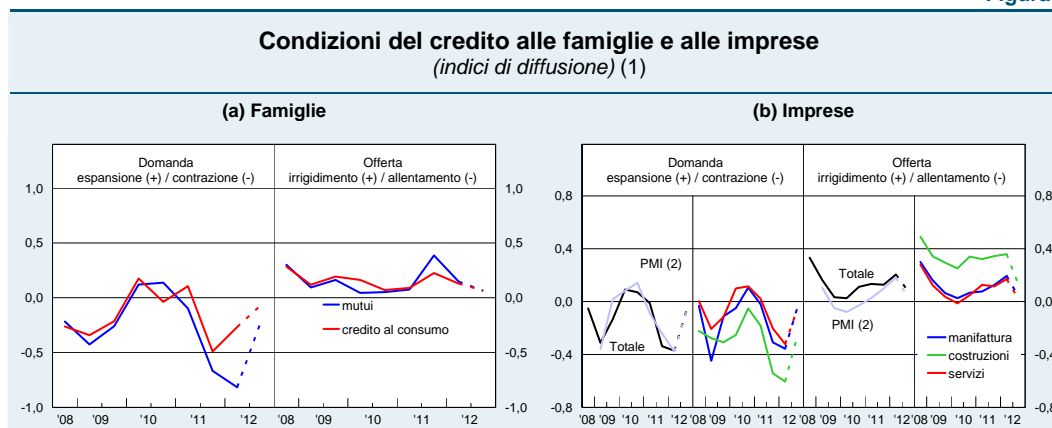 Figura
Condizioni del credito alle famiglie e alle imprese
(indici di diffusione) (1)
(a) Famiglie
(b) Imprese
Domanda
espansione (+) / contrazione (-)
Offerta
irrigidimento (+) / allentamento (-)
1,0
0,5
0,0
-0,5
-1,0
1,0
0,5
0,0
-0,5
-1,0
mutui
credito al consumo
'08 '09 '10 '11 '12 '08 '09 '10 '11 '12
Domanda
espansione (+) / contrazione (-)
Offerta
irrigidimento (+) / allentamento (-)
0,8
0,4
0,0
-0,4
-0,8
0,8
0,4
0,0
-0,4
-0,8
PMI (2)
Totale
Totale
PMI (2)
manifattura
costruzioni
servizi
'08 '09 '10 '11 '12 '08 '09 '10 '11 '12 '08 '09 '10 '11 '12 '08 '09 '10 '11 '12